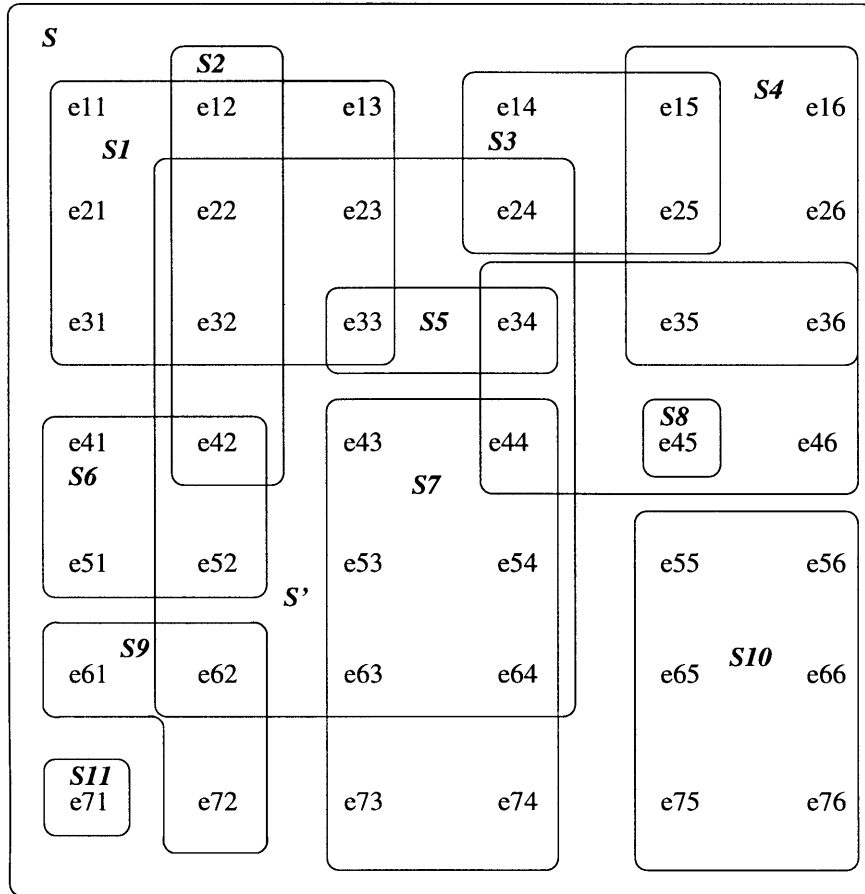 S
S2
S4
e11 e12 e13 e14 e15 e16
S1 S3
e21 e22 e23 e24 e25 e26
e31 e32 e33 S5 e34 e35 e36
S8
e41 e42 e43 e44 e45 e46
S6 S7
e51 e52 e53 e54 e55 e56
S'
S9 S10
e61 e62 e63 e64 e65 e66
S11
e71 e72 e73 e74 e75 e76